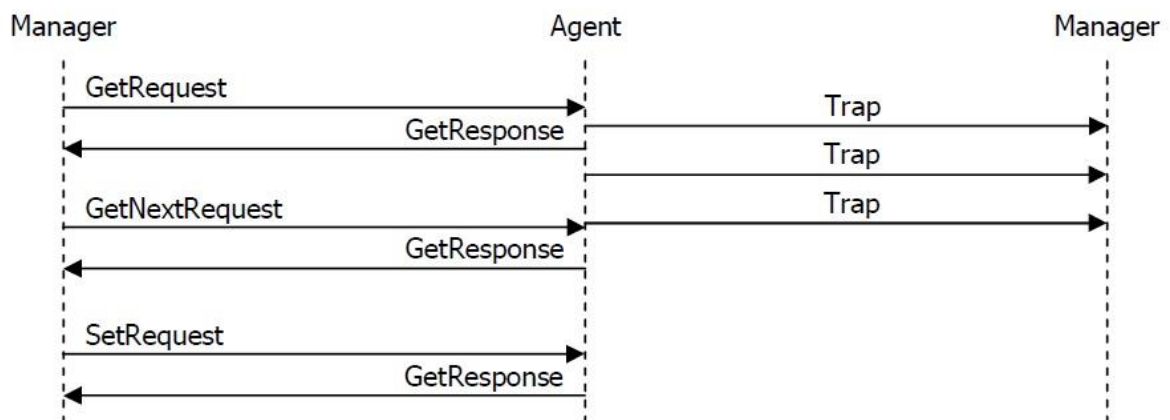 Manager Agent Manager
GetRequest
Trap
GetResponse
Trap
GetNextRequest
Trap
GetResponse
SetRequest
GetResponse